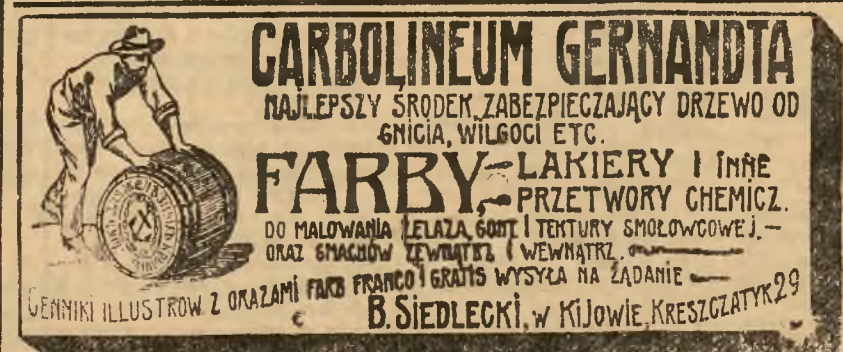 CARBOLINEUM GERNANDTA
NAJLEPSZY ŚRODEK, ZABEZPIECZAJĄCY DRZEWO OD
GNICIA, WILGOCI ETC.
FARBY, LAKIERY I INNE
PRZETWORY CHEMICZ.
DO MALOWANIA ŻELAZA, GONT I TEKTURY SMOŁOWCOWEJ. —
ORAZ GMACHÓW ZEWNĄTRZ I WEWNĄTRZ.
CENNIKI ILLUSTROW. Z OKAZAMI FARB FRANCO I GRATIS WYSYŁA NA ŻĄDANIE
B. SIEDLECKI, W KIJOWIE, KRESZCZATYK 29